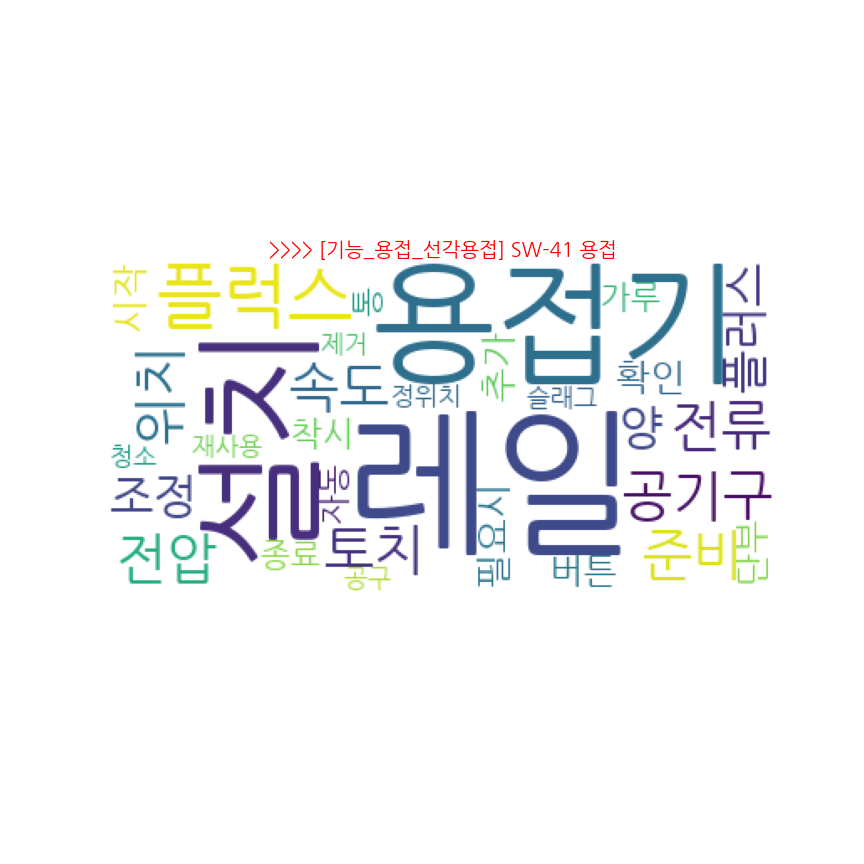 >>>> [기능_용접_선각용접] SW-41 용접
시작
플럭스
통
용접기
가루
플러스
제거
설치
위치
속도
정위치
추가
슬래그
확인
청소
재사용
착시
레일
양
전류
조정
자동
공기구
전압
종료
토치
공구
필요시
버튼
준비
단부